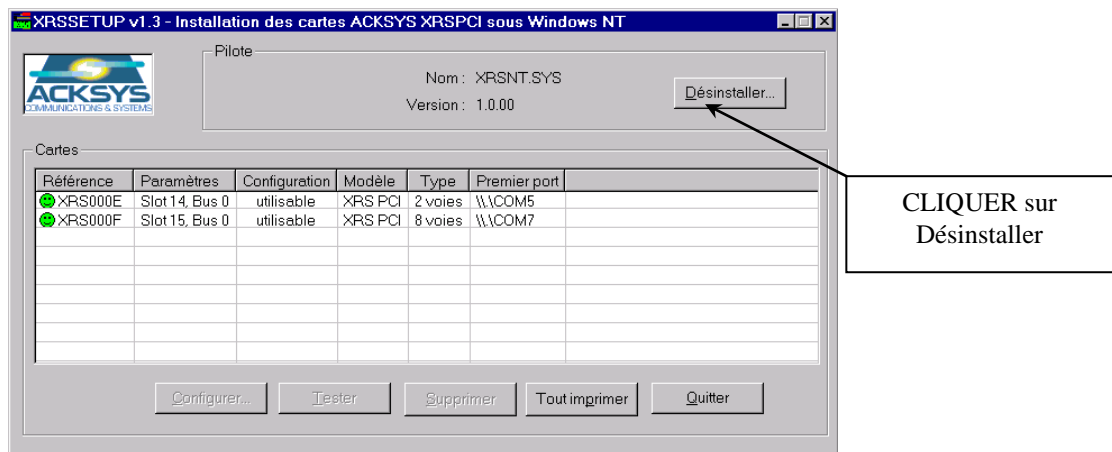 XRSSETUP v1.3 - Installation des cartes ACKSYS XRSPCI sous Windows NT
ACKSYS
COMMUNICATIONS & SYSTEMS
Pilote
Nom : XRSNT.SYS
Version : 1.0.00
Désinstaller...
CLIQUER sur
Désinstaller
Cartes
Référence Paramètres Configuration Modèle Type Premier port
XRS000E Slot 14, Bus 0 utilisable XRS PCI 2 voies \\.\COM5
XRS000F Slot 15, Bus 0 utilisable XRS PCI 8 voies \\.\COM7
Configurer... Tester Supprimer Tout imprimer Quitter